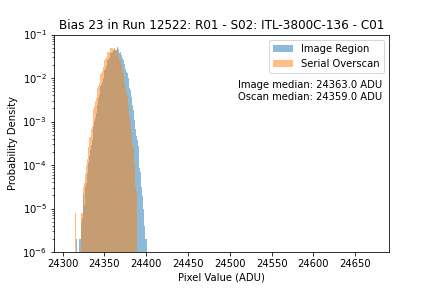 Bias 23 in Run 12522: R01 - S02: ITL-3800C-136 - C01
Image Region
Serial Overscan
Image median: 24363.0 ADU
Oscan median: 24359.0 ADU
Probability Density
10⁻¹
10⁻²
10⁻³
10⁻⁴
10⁻⁵
10⁻⁶
24300 24350 24400 24450 24500 24550 24600 24650
Pixel Value (ADU)